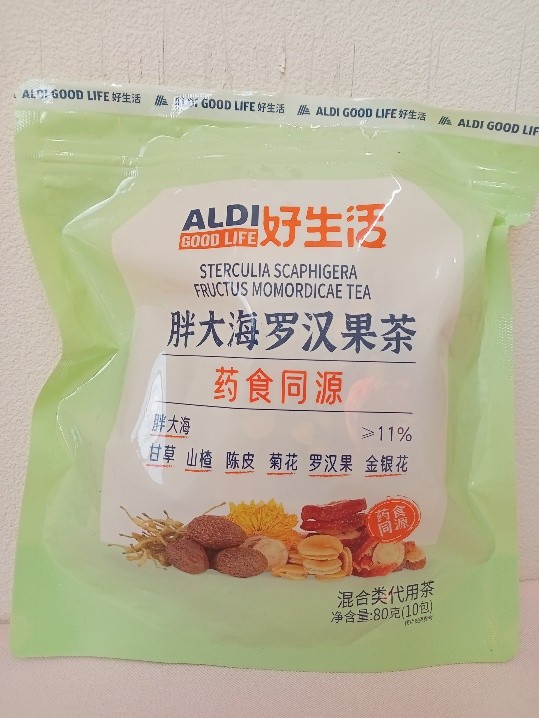 ALDI GOOD LIFE 好生活 ALDI GOOD LIFE 好生活 ALDI GOOD LIFE 好生活 ALDI GOOD LIFE
ALDI
GOOD LIFE 好生活
STERCULIA SCAPHIGERA
FRUCTUS MOMORDICAE TEA
胖大海罗汉果茶
药食同源
胖大海 ≥11%
甘草 山楂 陈皮 菊花 罗汉果 金银花
药食
同源
混合类代用茶
净含量:80克(10包)